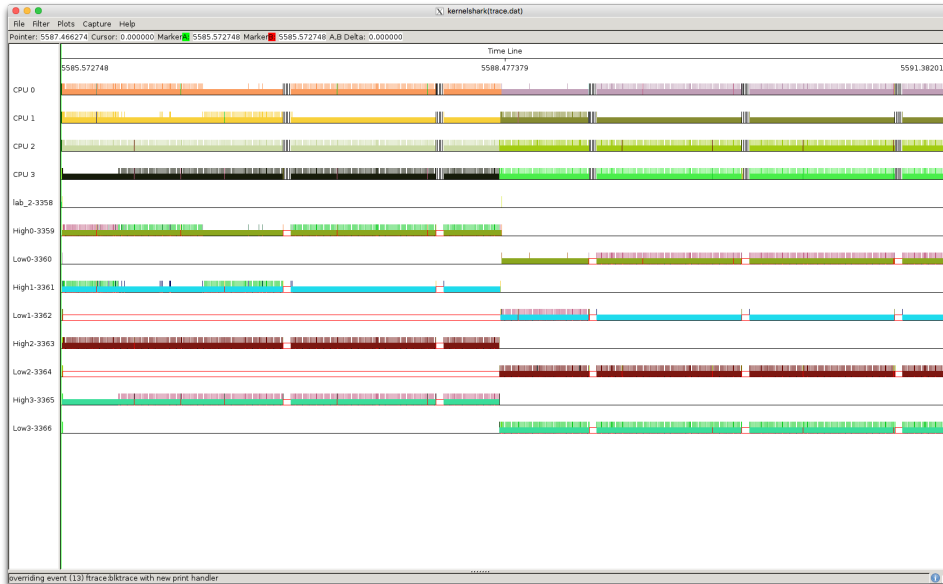 kernelshark(trace.dat)
File Filter Plots Capture Help
Pointer: 5587.466274 Cursor: 0.000000 MarkerA: 5585.572748 MarkerB: 5585.572748 A,B Delta: 0.000000
Time Line
5585.572748 5588.477379 5591.38201
CPU 0
CPU 1
CPU 2
CPU 3
lab_2-3358
High0-3359
Low0-3360
High1-3361
Low1-3362
High2-3363
Low2-3364
High3-3365
Low3-3366
overriding event (13) ftrace:blktrace with new print handler